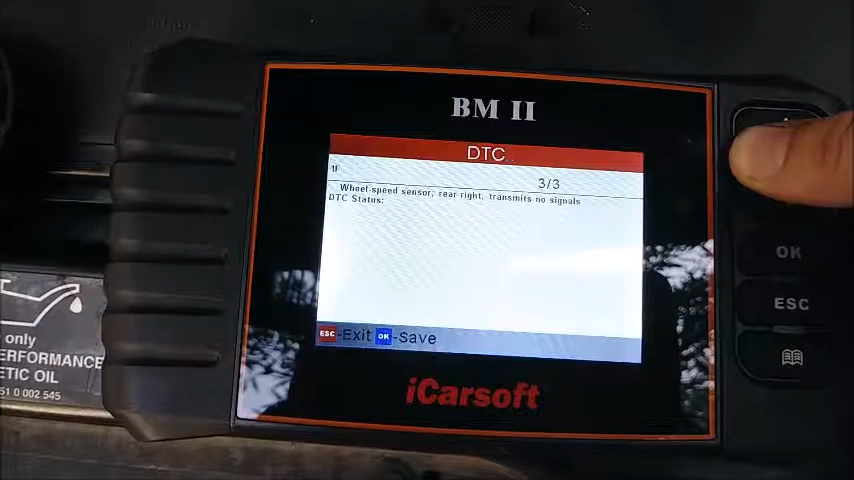 BM II
DTC
1F
3/3
Wheel-speed sensor, rear right, transmits no signals
DTC Status:
ESC-Exit OK-Save
iCarsoft
OK
ESC
only
PERFORMANCE
ETIC OIL
51 0 002 545